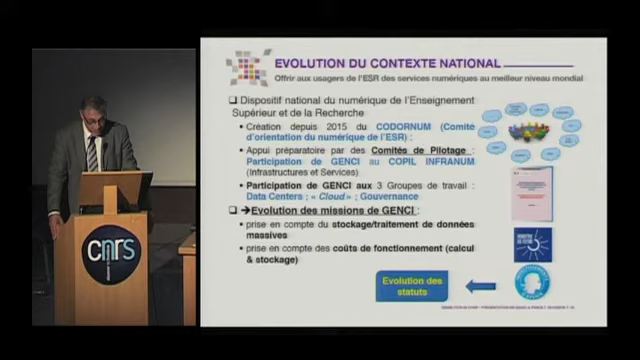 EVOLUTION DU CONTEXTE NATIONAL
Offrir aux usagers de l'ESR des services numériques au meilleur niveau mondial
Dispositif national du numérique de l'Enseignement
Supérieur et de la Recherche
• Création depuis 2015 du CODORNUM (Comité
d'orientation du numérique de l'ESR) ;
• Appui préparatoire par des Comités de Pilotage :
Participation de GENCI au COPIL INFRANUM
(Infrastructures et Services)
• Participation de GENCI aux 3 Groupes de travail :
Data Centers ; « Cloud » ; Gouvernance
→Evolution des missions de GENCI :
• prise en compte du stockage/traitement de données
massives
• prise en compte des coûts de fonctionnement (calcul
& stockage)
Evolution des
statuts
cnrs